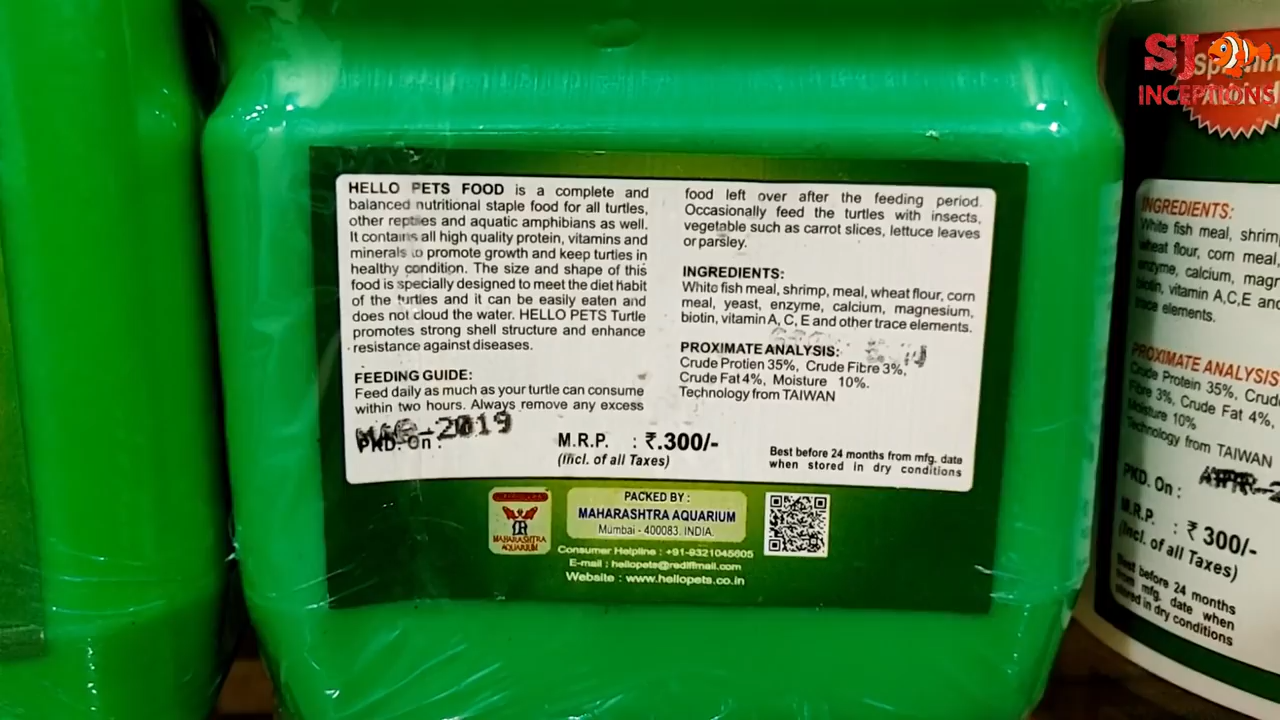 SJ
INCEPTIONS
HELLO PETS FOOD is a complete and
balanced nutritional staple food for all turtles,
other reptiles and aquatic amphibians as well.
It contains all high quality protein, vitamins and
minerals to promote growth and keep turtles in
healthy condition. The size and shape of this
food is specially designed to meet the diet habit
of the turtles and it can be easily eaten and
does not cloud the water. HELLO PETS Turtle
promotes strong shell structure and enhance
resistance against diseases.
FEEDING GUIDE:
Feed daily as much as your turtle can consume
within two hours. Always remove any excess
food left over after the feeding period.
Occasionally feed the turtles with insects,
vegetable such as carrot slices, lettuce leaves
or parsley.
INGREDIENTS:
White fish meal, shrimp, meal, wheat flour, corn
meal, yeast, enzyme, calcium, magnesium,
biotin, vitamin A, C, E and other trace elements.
PROXIMATE ANALYSIS:
Crude Protien 35%, Crude Fibre 3%,
Crude Fat 4%, Moisture 10%.
Technology from TAIWAN
-2019
PKD. On :
M.R.P. : ₹.300/-
(Incl. of all Taxes)
Best before 24 months from mfg. date
when stored in dry conditions
MAHARASHTRA
AQUARIUM
PACKED BY :
MAHARASHTRA AQUARIUM
Mumbai - 400083. INDIA.
Consumer Helpline : +91-9321045605
E-mail : hellopets@rediffmail.com
Website : www.hellopets.co.in
INGREDIENTS:
White fish meal, shrim
wheat flour, corn meal,
enzyme, calcium, magn
biotin, vitamin A,C,E and
trace elements.
PROXIMATE ANALYSIS
Crude Protein 35%, Crud
Fibre 3%, Crude Fat 4%,
Moisture 10%
Technology from TAIWAN
PKD. On :
M.R.P. : ₹ 300/-
(Incl. of all Taxes)
Best before 24 months
from mfg. date when
stored in dry conditions